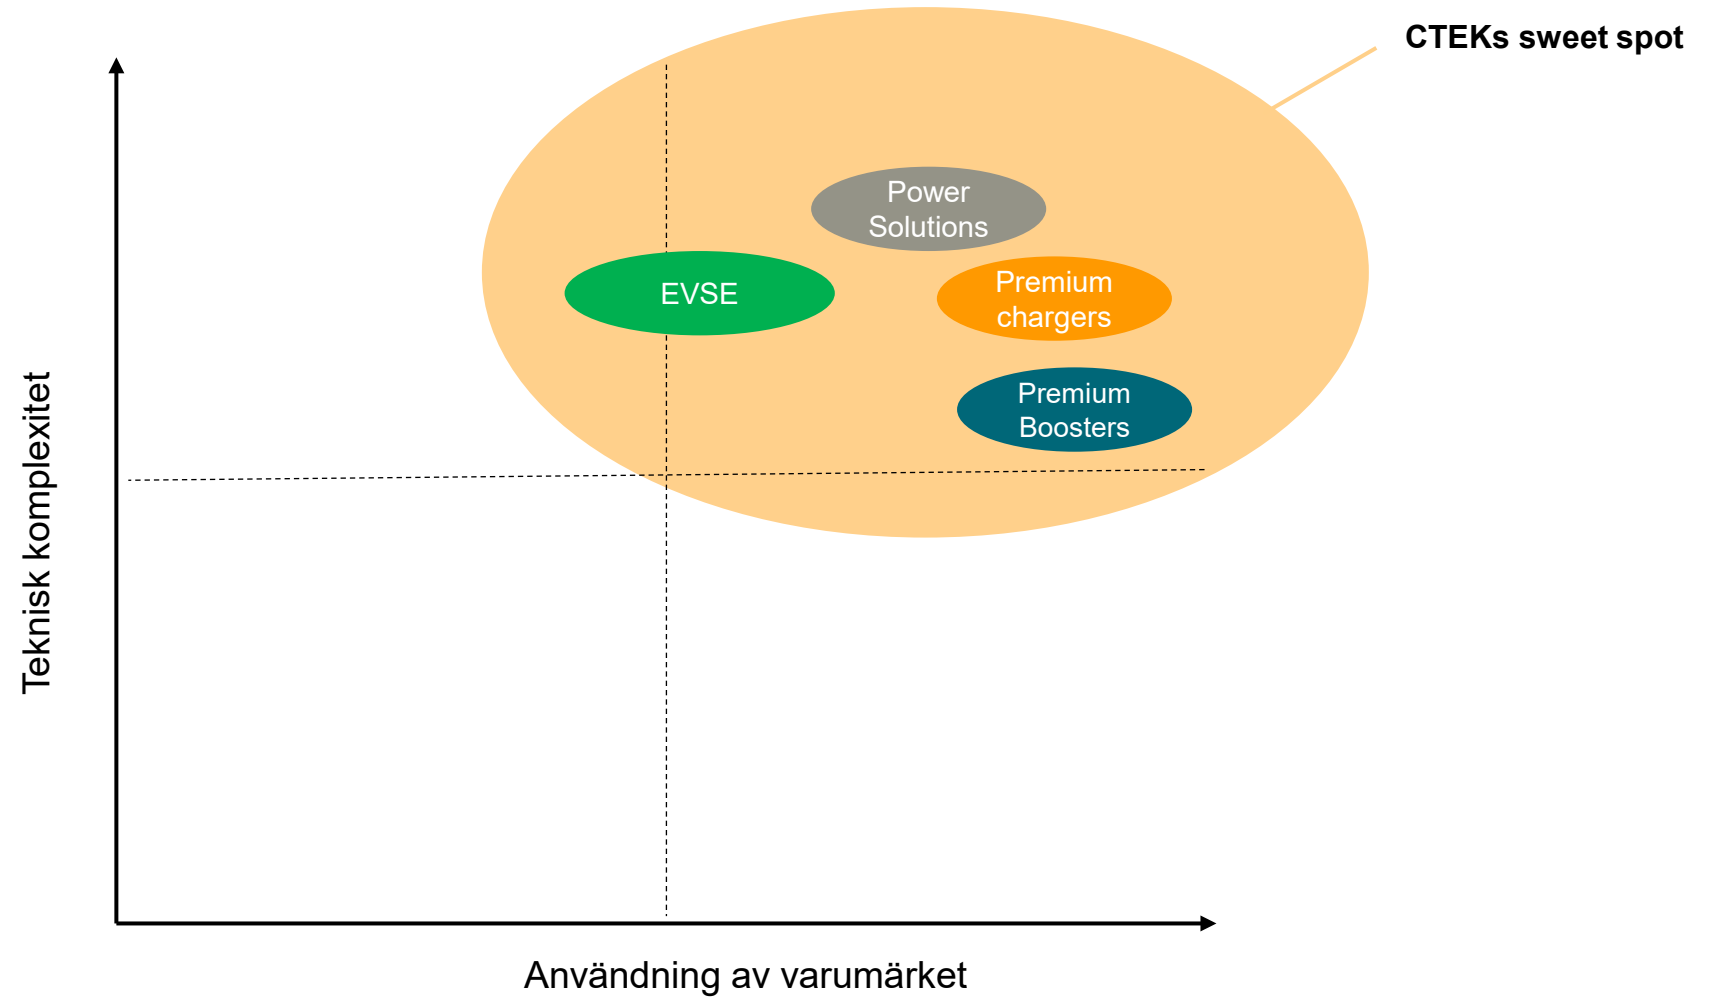 CTEKs sweet spot
Power
Solutions
EVSE
Premium
chargers
Premium
Boosters
Teknisk komplexitet
Användning av varumärket